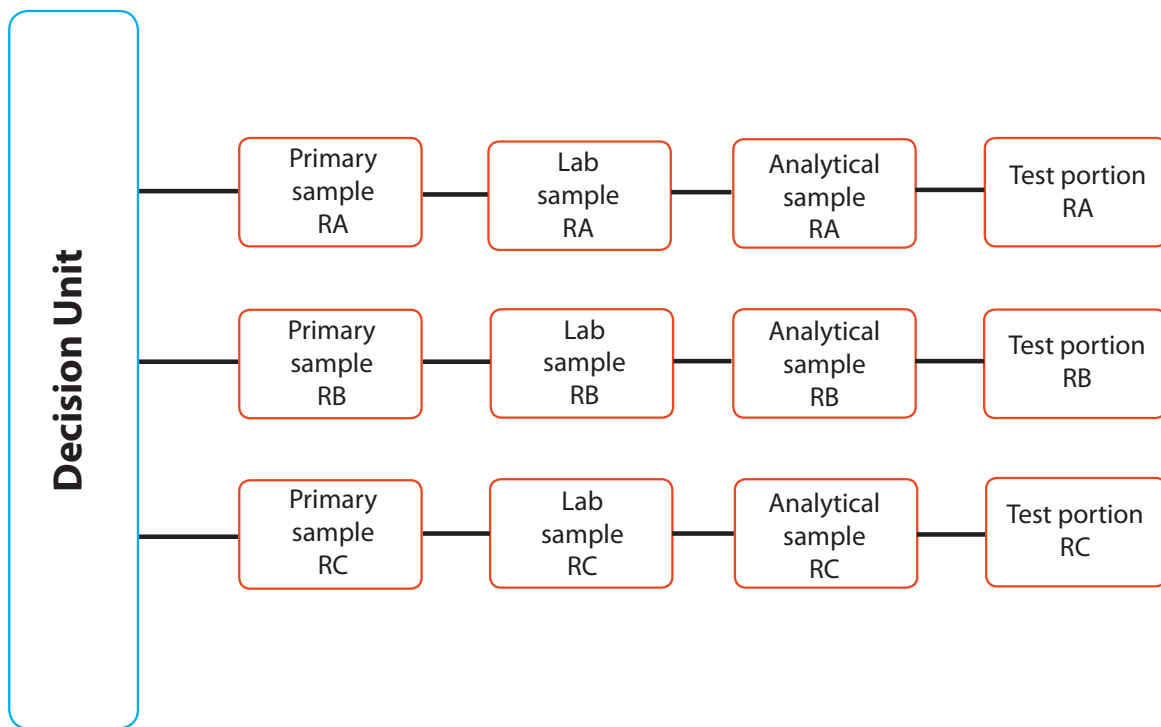 Decision Unit
Primary
sample
RA
Lab
sample
RA
Analytical
sample
RA
Test portion
RA
Primary
sample
RB
Lab
sample
RB
Analytical
sample
RB
Test portion
RB
Primary
sample
RC
Lab
sample
RC
Analytical
sample
RC
Test portion
RC